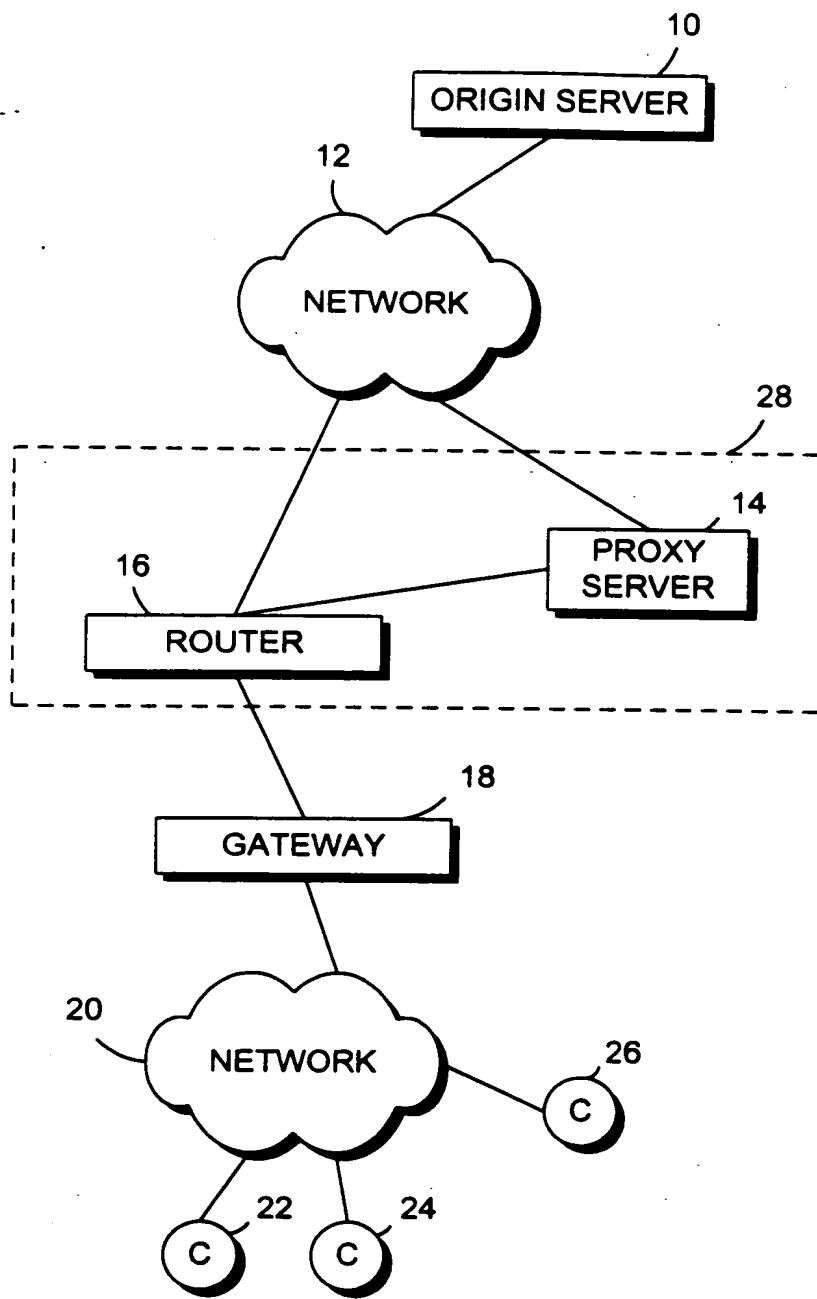 10
ORIGIN SERVER
12
NETWORK
28
14
PROXY
SERVER
16
ROUTER
18
GATEWAY
20
NETWORK
26
C
22
C
24
C